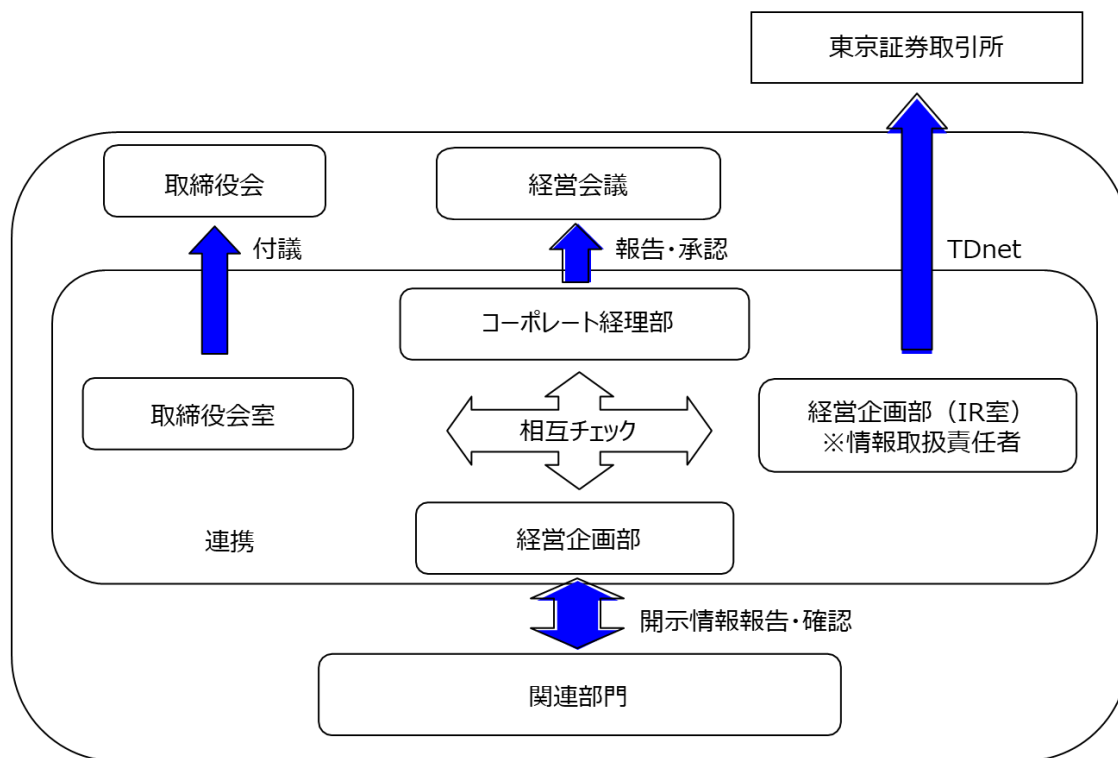 東京証券取引所
取締役会
経営会議
付議
報告・承認
TDnet
コーポレート経理部
取締役会室
相互チェック
経営企画部（IR室）
※情報取扱責任者
連携
経営企画部
開示情報報告・確認
関連部門